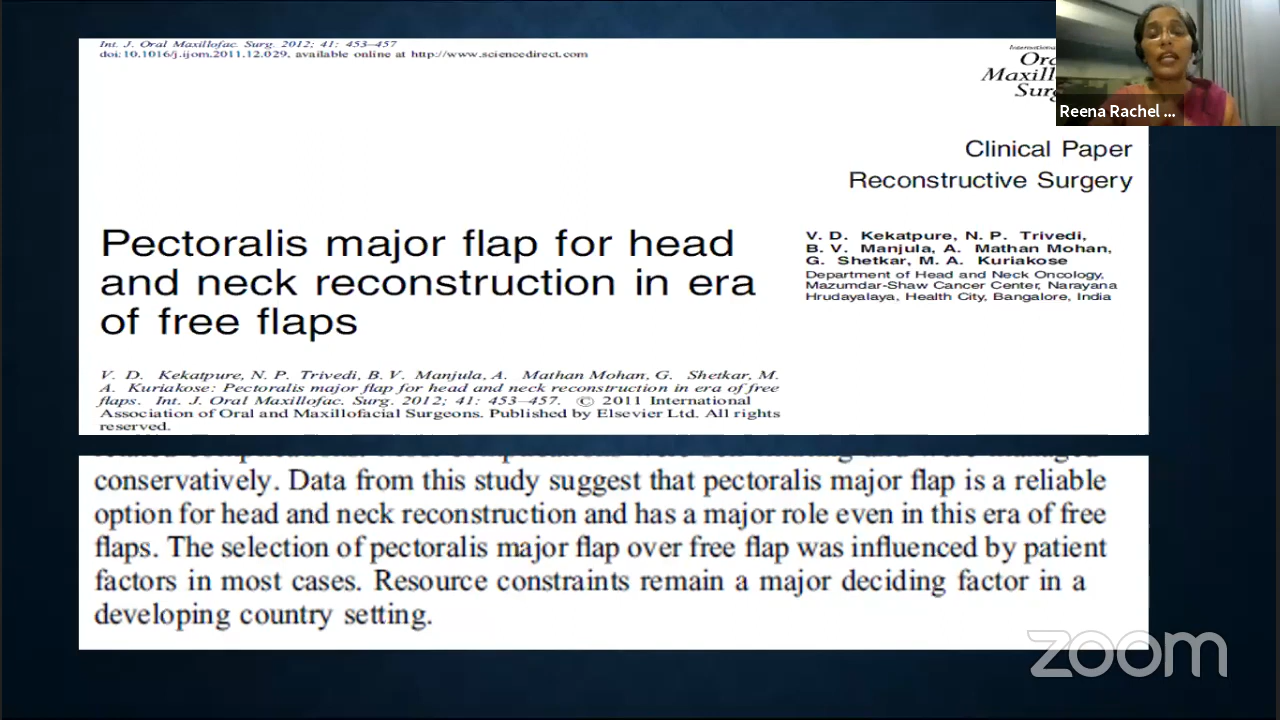 Int. J. Oral Maxillofac. Surg. 2012; 41: 453–457
doi:10.1016/j.ijom.2011.12.029, available online at http://www.sciencedirect.com
Reena Rachel ...
Clinical Paper
Reconstructive Surgery
Pectoralis major flap for head
and neck reconstruction in era
of free flaps
V. D. Kekatpure, N. P. Trivedi,
B. V. Manjula, A. Mathan Mohan,
G. Shetkar, M. A. Kuriakose
Department of Head and Neck Oncology,
Mazumdar-Shaw Cancer Center, Narayana
Hrudayalaya, Health City, Bangalore, India
V. D. Kekatpure, N. P. Trivedi, B. V. Manjula, A. Mathan Mohan, G. Shetkar, M.
A. Kuriakose: Pectoralis major flap for head and neck reconstruction in era of free
flaps. Int. J. Oral Maxillofac. Surg. 2012; 41: 453–457. © 2011 International
Association of Oral and Maxillofacial Surgeons. Published by Elsevier Ltd. All rights
reserved.
conservatively. Data from this study suggest that pectoralis major flap is a reliable
option for head and neck reconstruction and has a major role even in this era of free
flaps. The selection of pectoralis major flap over free flap was influenced by patient
factors in most cases. Resource constraints remain a major deciding factor in a
developing country setting.
zoom